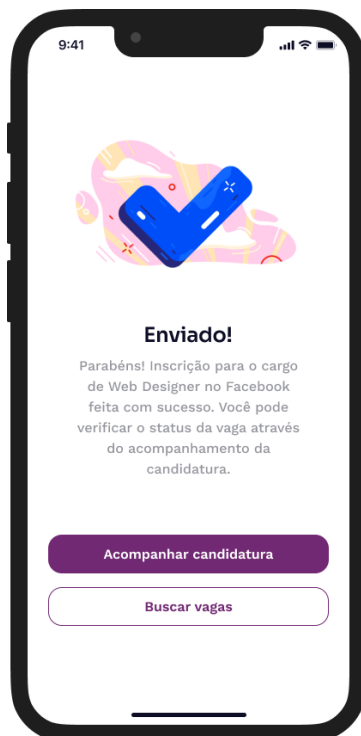 9:41
Enviado!
Parabéns! Inscrição para o cargo
de Web Designer no Facebook
feita com sucesso. Você pode
verificar o status da vaga através
do acompanhamento da
candidatura.
Acompanhar candidatura
Buscar vagas